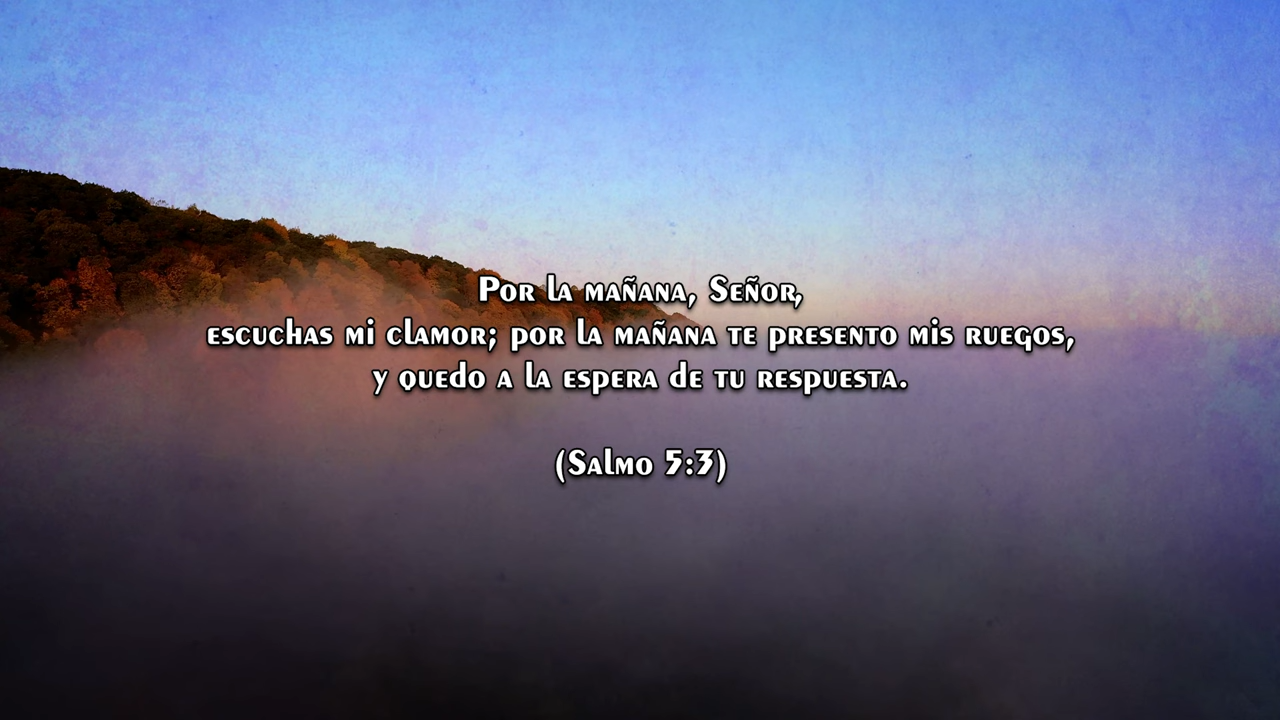 Por la mañana, Señor,
escuchas mi clamor; por la mañana te presento mis ruegos,
y quedo a la espera de tu respuesta.
(Salmo 5:3)